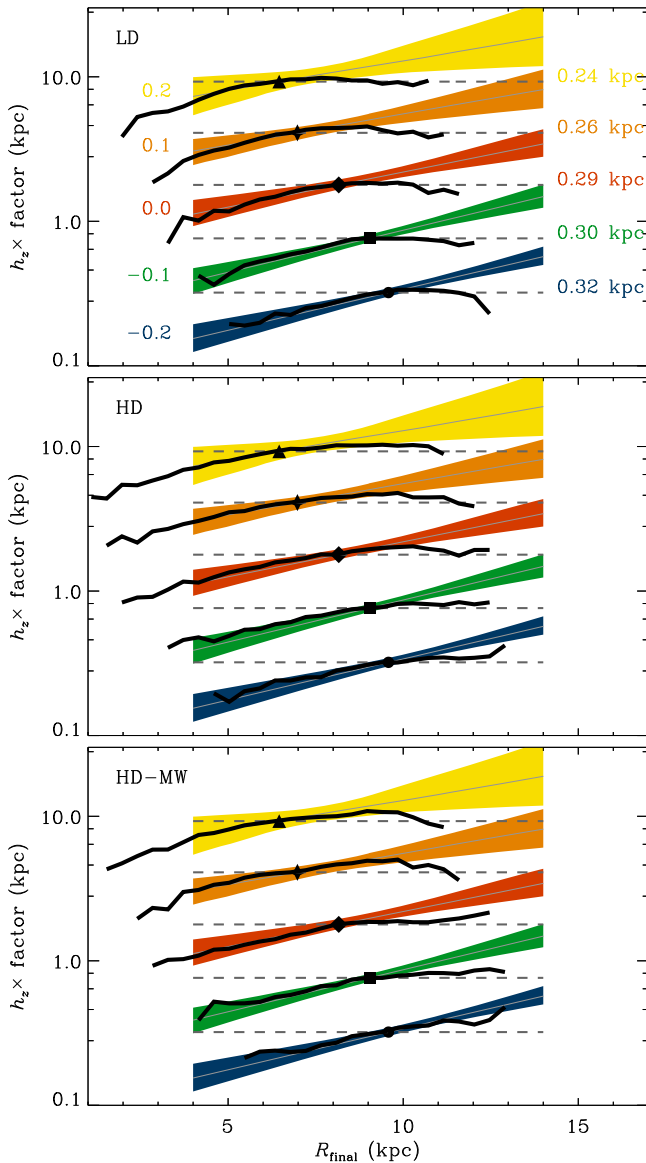 LD
10.0
1.0
0.1
h_z× factor (kpc)
0.2
0.1
0.0
−0.1
−0.2
0.24 kpc
0.26 kpc
0.29 kpc
0.30 kpc
0.32 kpc
HD
10.0
1.0
0.1
h_z× factor (kpc)
HD−MW
10.0
1.0
0.1
h_z× factor (kpc)
5 10 15
R_final (kpc)